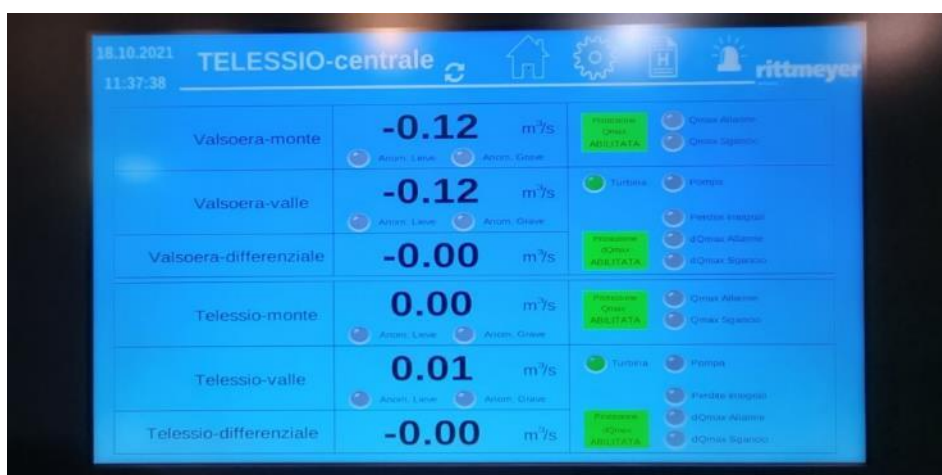 18.10.2021
TELESSIO-centrale
H
rittmeyer
11:37:38
Valsoera-monte
-0.12 m³/s
Anom. Lieve Anom. Grave
Protezione
Qmax
ABILITATA
Qmax Allarme
Qmax Sgancio
Valsoera-valle
-0.12 m³/s
Anom. Lieve Anom. Grave
Turbina Pompa
Perdite Integrali
Valsoera-differenziale
-0.00 m³/s
Protezione
dQmax
ABILITATA
dQmax Allarme
dQmax Sgancio
Telessio-monte
0.00 m³/s
Anom. Lieve Anom. Grave
Protezione
Qmax
ABILITATA
Qmax Allarme
Qmax Sgancio
Telessio-valle
0.01 m³/s
Anom. Lieve Anom. Grave
Turbina Pompa
Perdite Integrali
Telessio-differenziale
-0.00 m³/s
Protezione
dQmax
ABILITATA
dQmax Allarme
dQmax Sgancio